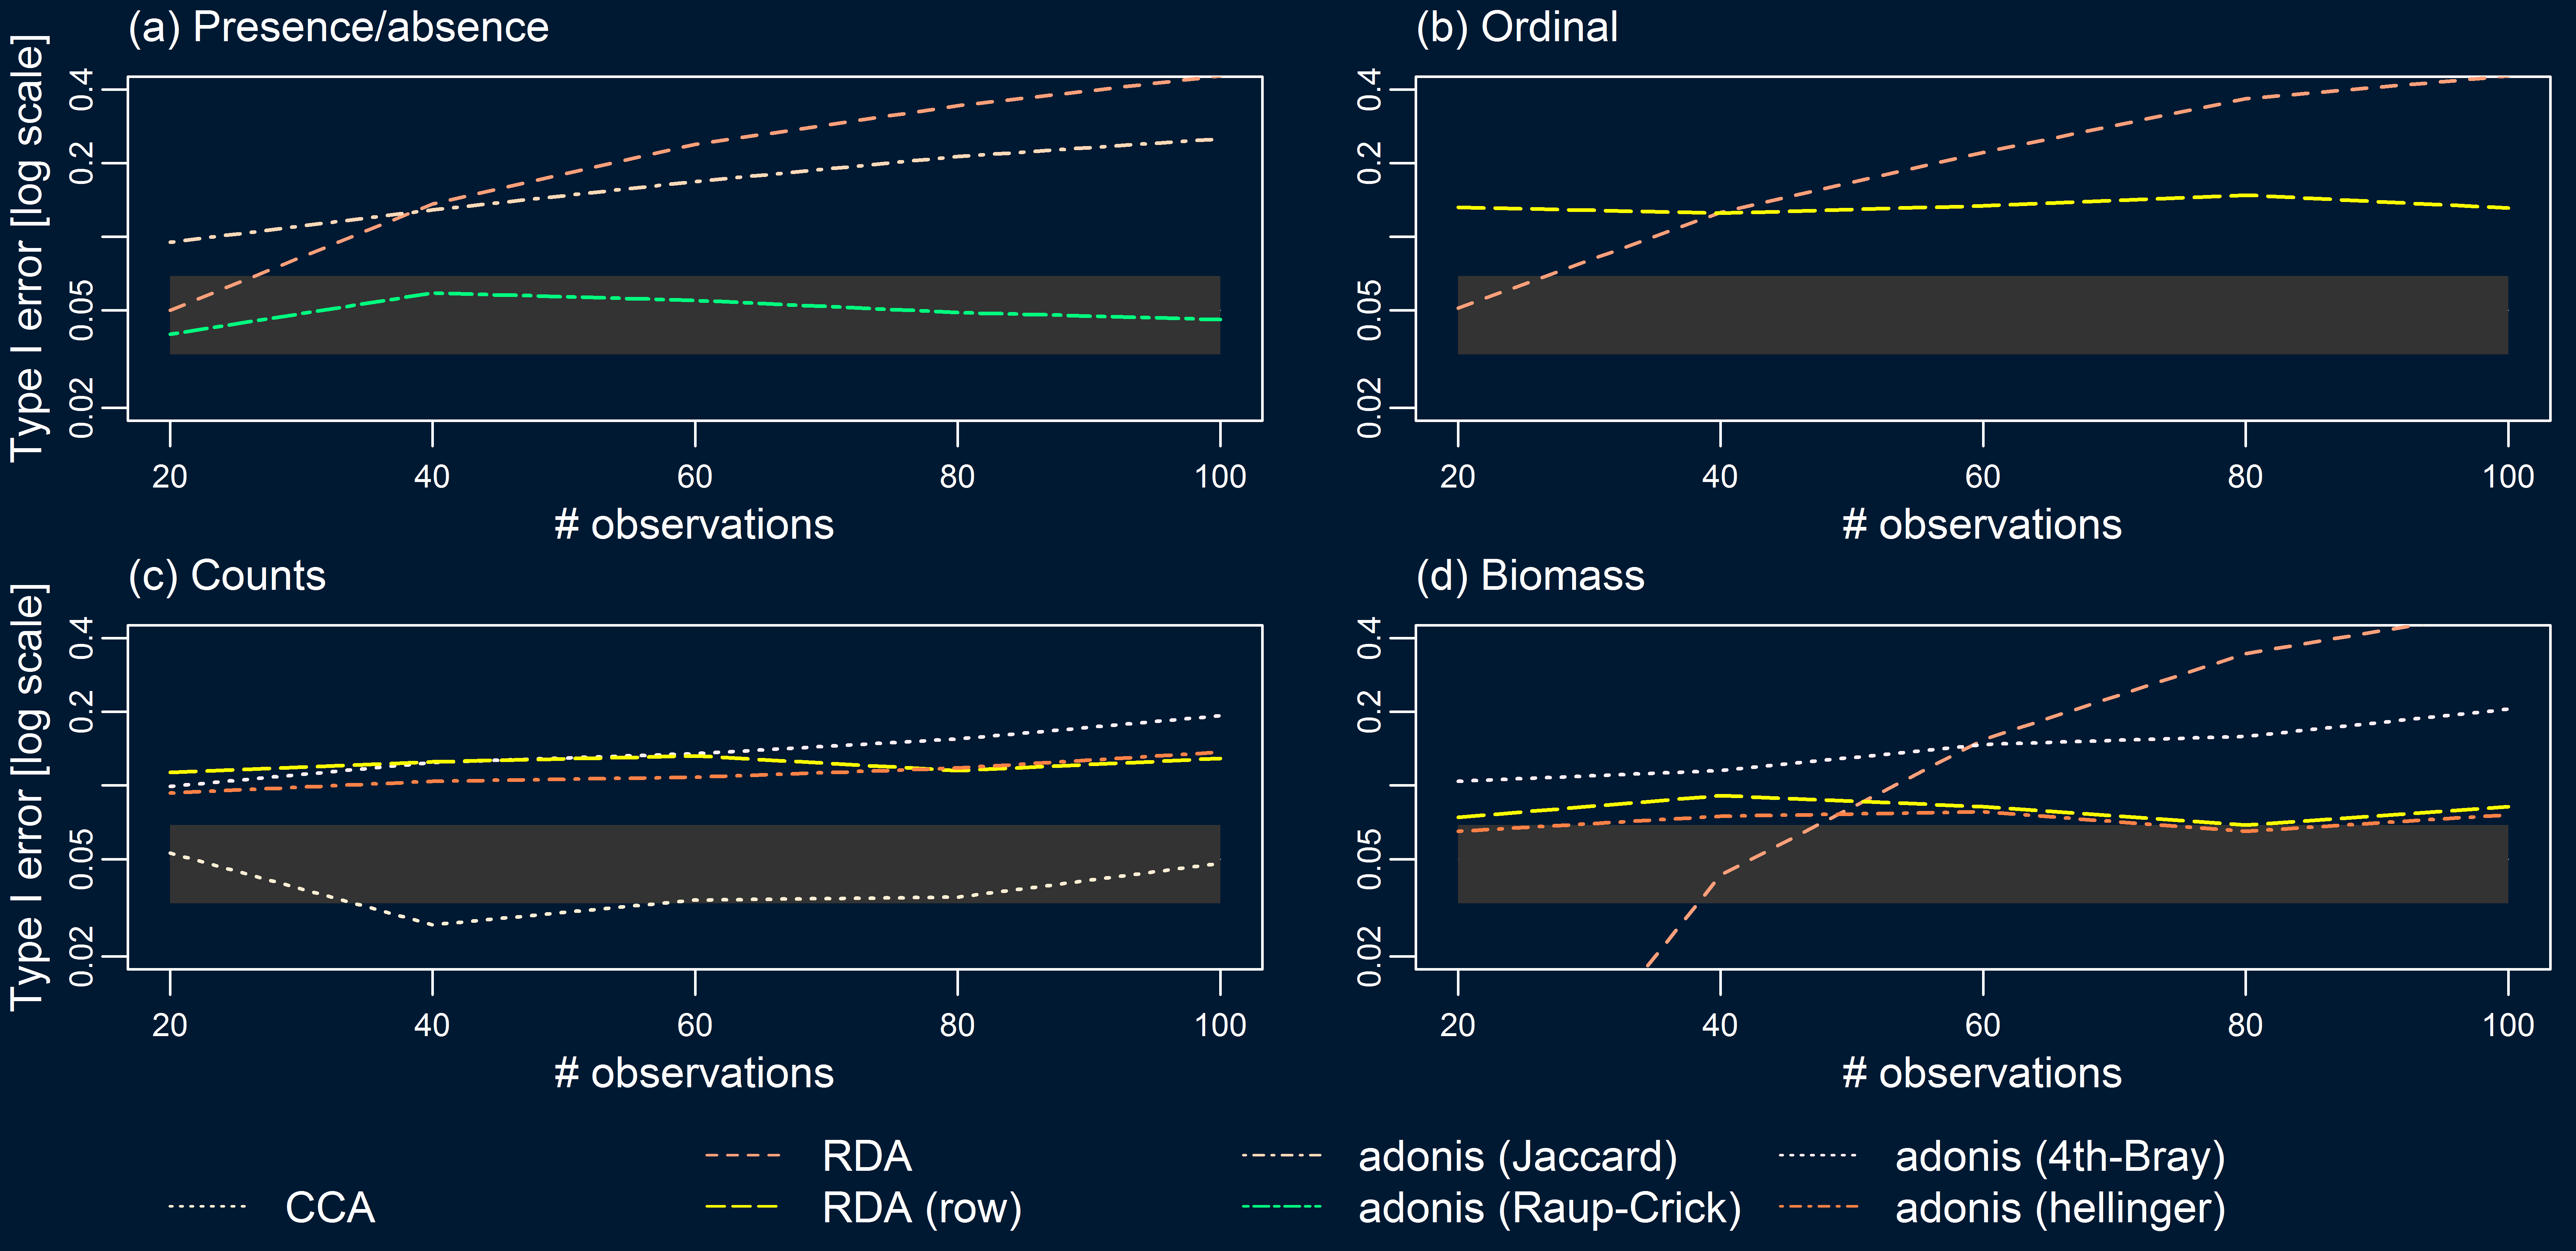 (a) Presence/absence
Type I error [log scale]
0.4
0.2
0.05
0.02
20 40 60 80 100
# observations
(b) Ordinal
0.4
0.2
0.05
0.02
20 40 60 80 100
# observations
(c) Counts
Type I error [log scale]
0.4
0.2
0.05
0.02
20 40 60 80 100
# observations
(d) Biomass
0.4
0.2
0.05
0.02
20 40 60 80 100
# observations
RDA adonis (Jaccard) adonis (4th-Bray)
CCA RDA (row) adonis (Raup-Crick) adonis (hellinger)